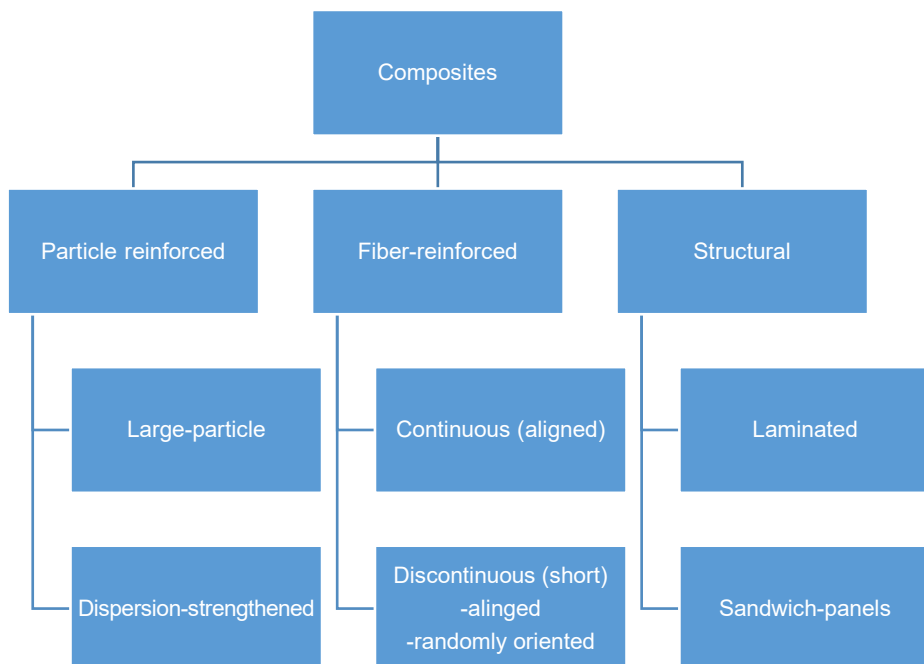 Composites
Particle reinforced
Fiber-reinforced
Structural
Large-particle
Continuous (aligned)
Laminated
Dispersion-strengthened
Discontinuous (short)
-alinged
-randomly oriented
Sandwich-panels